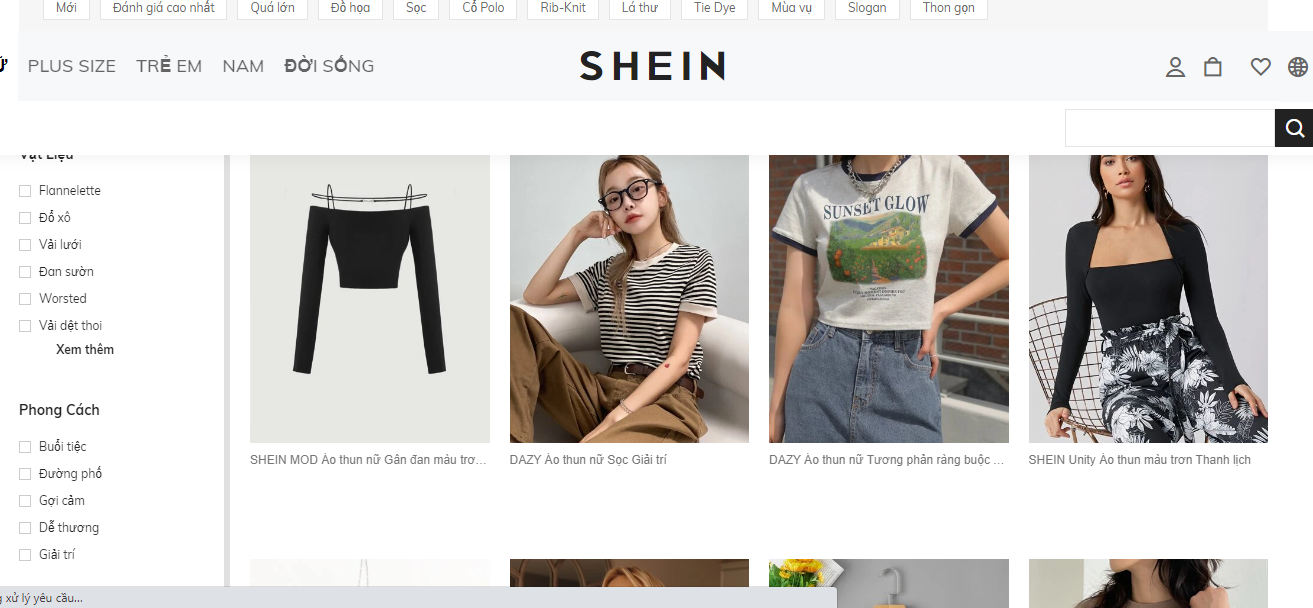 Mới Đánh giá cao nhất Quá lớn Đồ họa Sọc Cổ Polo Rib-Knit Lá thư Tie Dye Mùa vụ Slogan Thon gọn
PLUS SIZE TRẺ EM NAM ĐỜI SỐNG SHEIN
Vật Liệu
Flannelette
Đổ xô
Vải lưới
Đan sườn
Worsted
Vải dệt thoi
Xem thêm
Phong Cách
Buổi tiệc
Đường phố
Gợi cảm
Dễ thương
Giải trí
SUNSET GLOW
SHEIN MOD Áo thun nữ Gân đan màu trơ... DAZY Áo thun nữ Sọc Giải trí DAZY Áo thun nữ Tương phản ràng buộc ... SHEIN Unity Áo thun màu trơn Thanh lịch
xử lý yêu cầu...